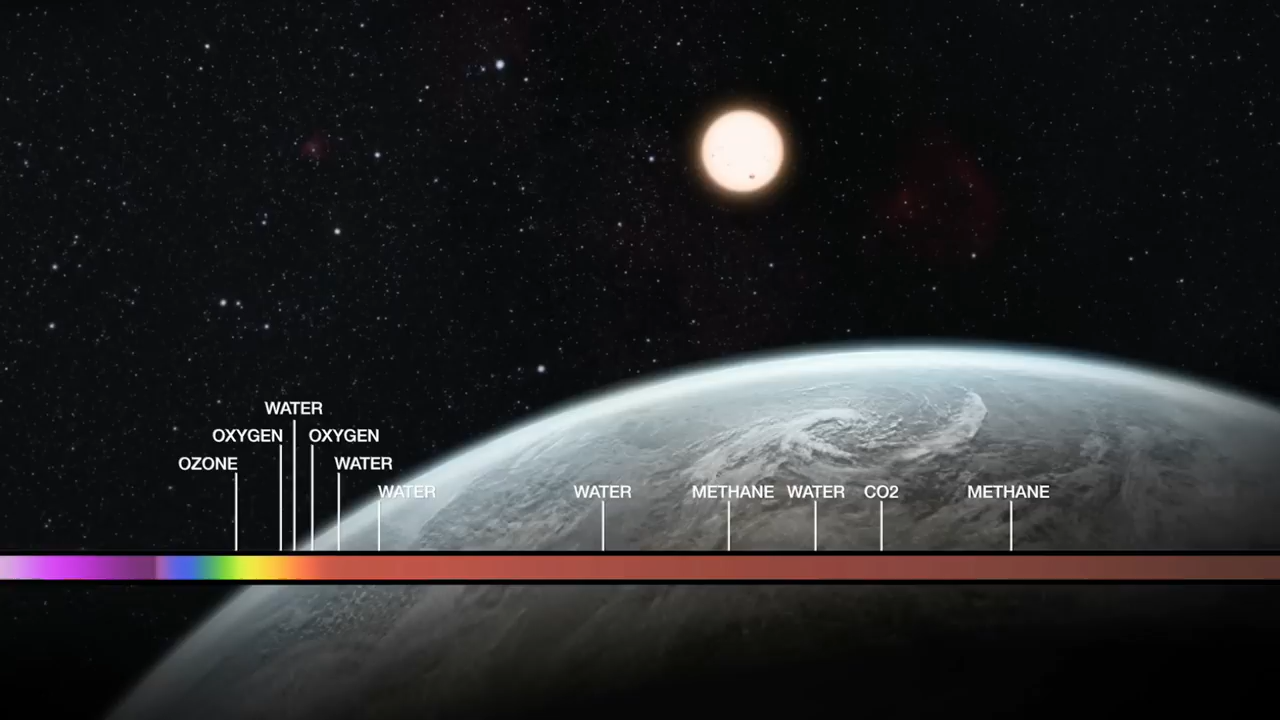 WATER
OXYGEN OXYGEN
OZONE WATER
WATER WATER METHANE WATER CO2 METHANE